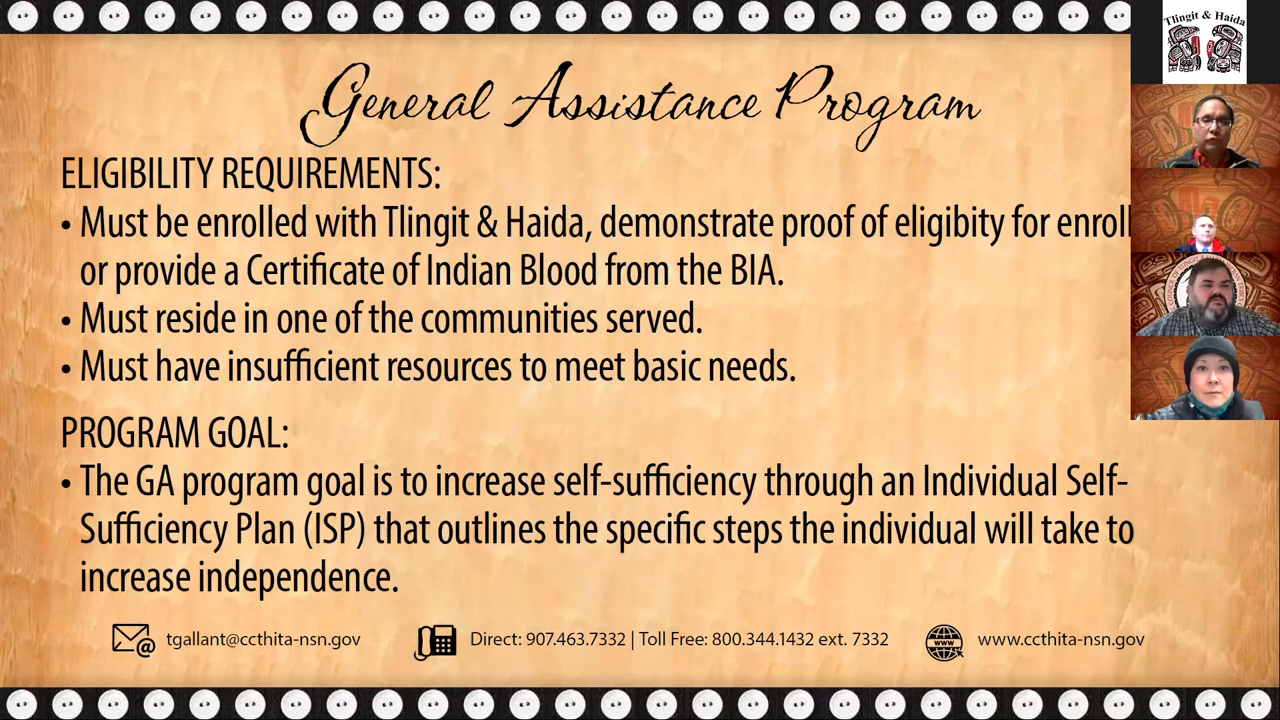 General Assistance Program
Tlingit & Haida
ELIGIBILITY REQUIREMENTS:
• Must be enrolled with Tlingit & Haida, demonstrate proof of eligibity for enroll
or provide a Certificate of Indian Blood from the BIA.
• Must reside in one of the communities served.
• Must have insufficient resources to meet basic needs.
PROGRAM GOAL:
• The GA program goal is to increase self-sufficiency through an Individual Self-
Sufficiency Plan (ISP) that outlines the specific steps the individual will take to
increase independence.
tgallant@ccthita-nsn.gov
Direct: 907.463.7332 | Toll Free: 800.344.1432 ext. 7332
WWW
www.ccthita-nsn.gov